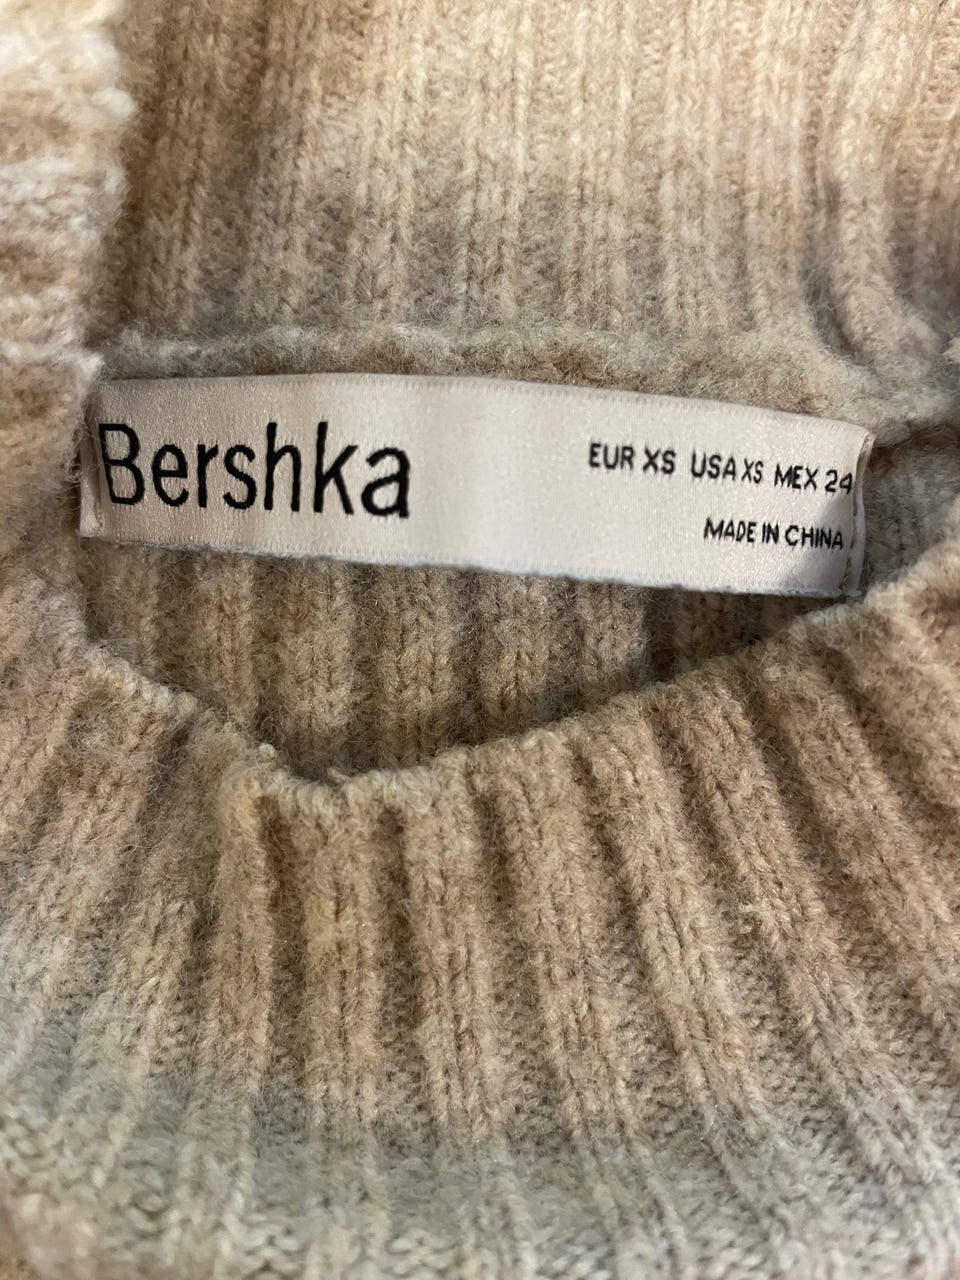 Bershka
EUR XS USA XS MEX 24
MADE IN CHINA